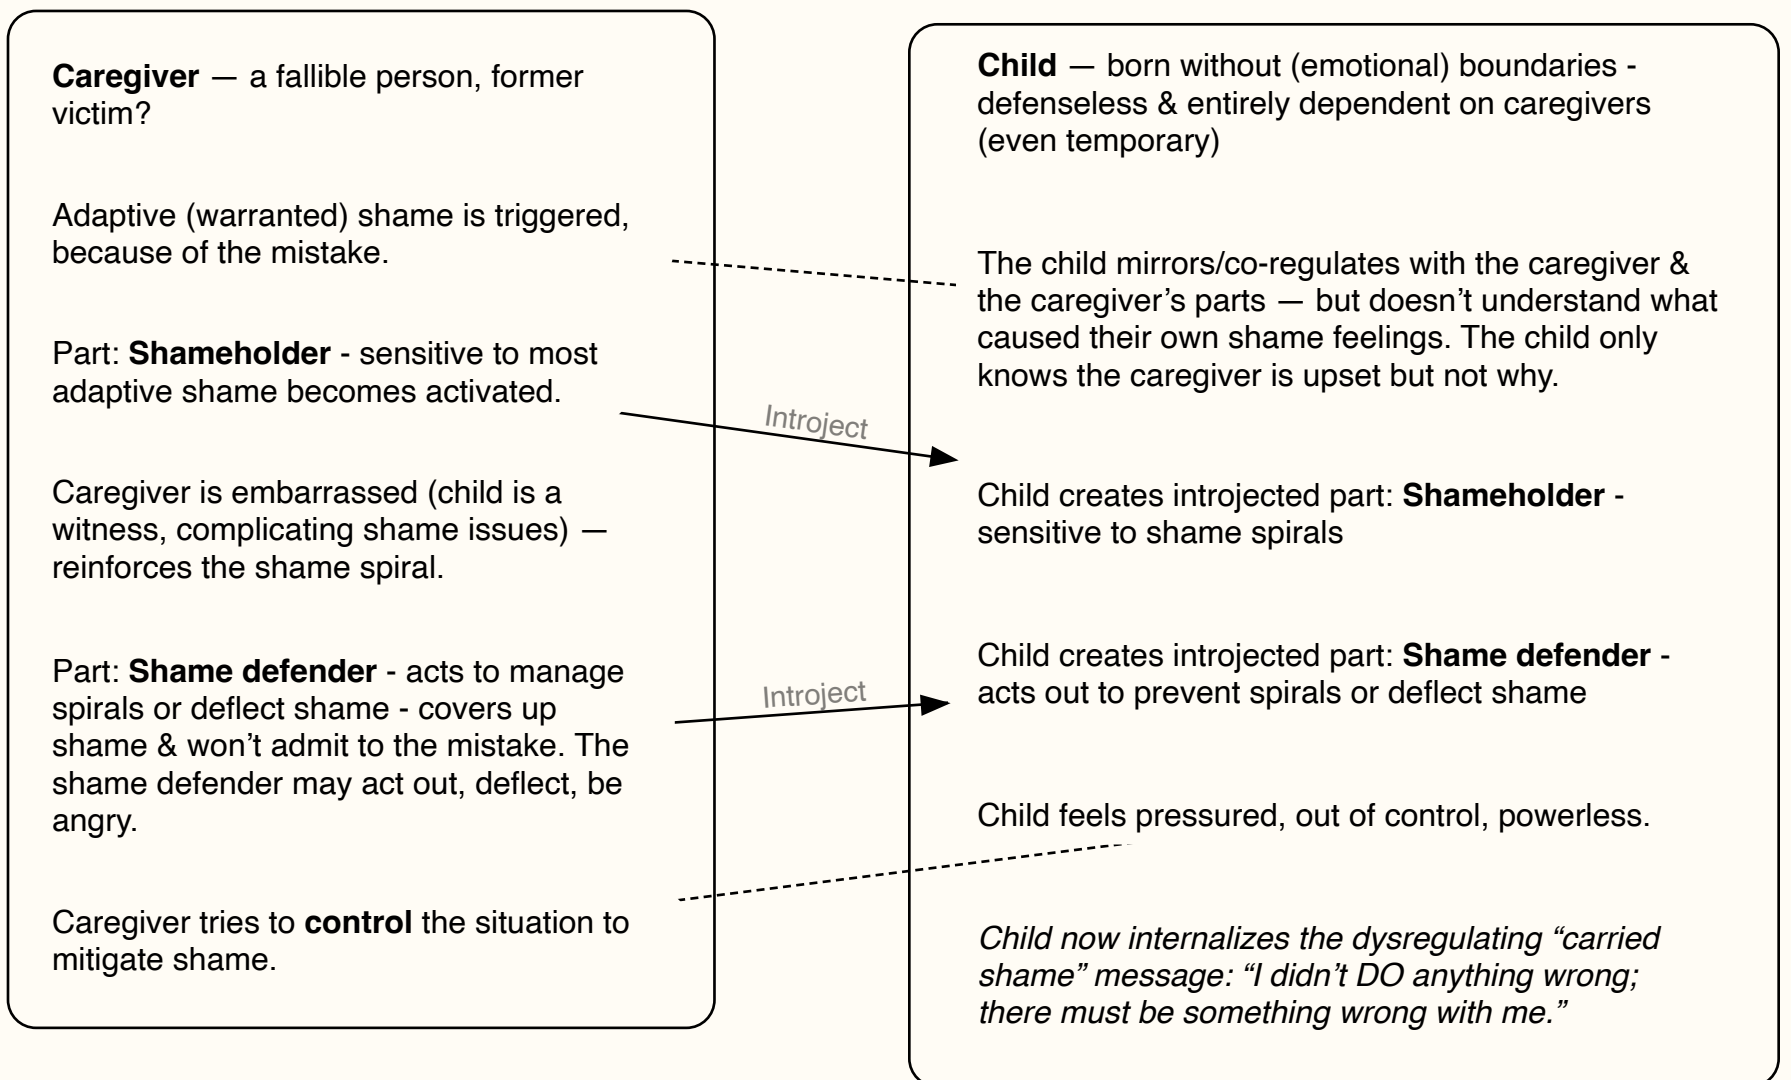 Caregiver — a fallible person, former
victim?
Adaptive (warranted) shame is triggered,
because of the mistake.
Part: Shameholder - sensitive to most
adaptive shame becomes activated.
Caregiver is embarrassed (child is a
witness, complicating shame issues) —
reinforces the shame spiral.
Part: Shame defender - acts to manage
spirals or deflect shame - covers up
shame & won’t admit to the mistake. The
shame defender may act out, deflect, be
angry.
Caregiver tries to control the situation to
mitigate shame.
Introject
Introject
Child — born without (emotional) boundaries -
defenseless & entirely dependent on caregivers
(even temporary)
The child mirrors/co-regulates with the caregiver &
the caregiver’s parts — but doesn’t understand what
caused their own shame feelings. The child only
knows the caregiver is upset but not why.
Child creates introjected part: Shameholder -
sensitive to shame spirals
Child creates introjected part: Shame defender -
acts out to prevent spirals or deflect shame
Child feels pressured, out of control, powerless.
Child now internalizes the dysregulating “carried
shame” message: “I didn’t DO anything wrong;
there must be something wrong with me.”